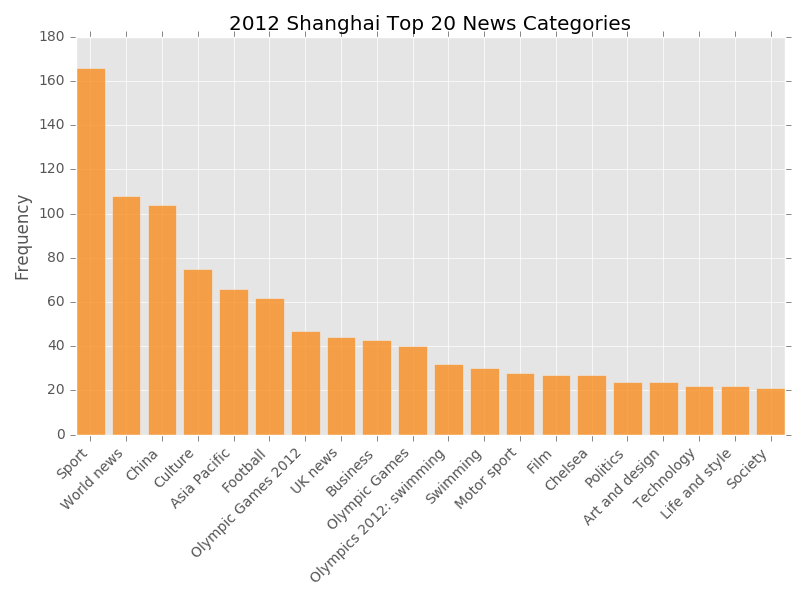 2012 Shanghai Top 20 News Categories
Frequency
180
160
140
120
100
80
60
40
20
0
Sport
World news
China
Culture
Asia Pacific
Football
Olympic Games 2012
UK news
Business
Olympic Games
Olympics 2012: swimming
Swimming
Motor sport
Film
Chelsea
Politics
Art and design
Technology
Life and style
Society